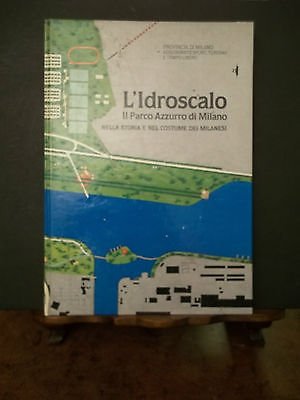 PROVINCIA DI MILANO
ASSESSORATO SPORT, TURISMO
E TEMPO LIBERO
L'Idroscalo
Il Parco Azzurro di Milano
NELLA STORIA E NEL COSTUME DEI MILANESI